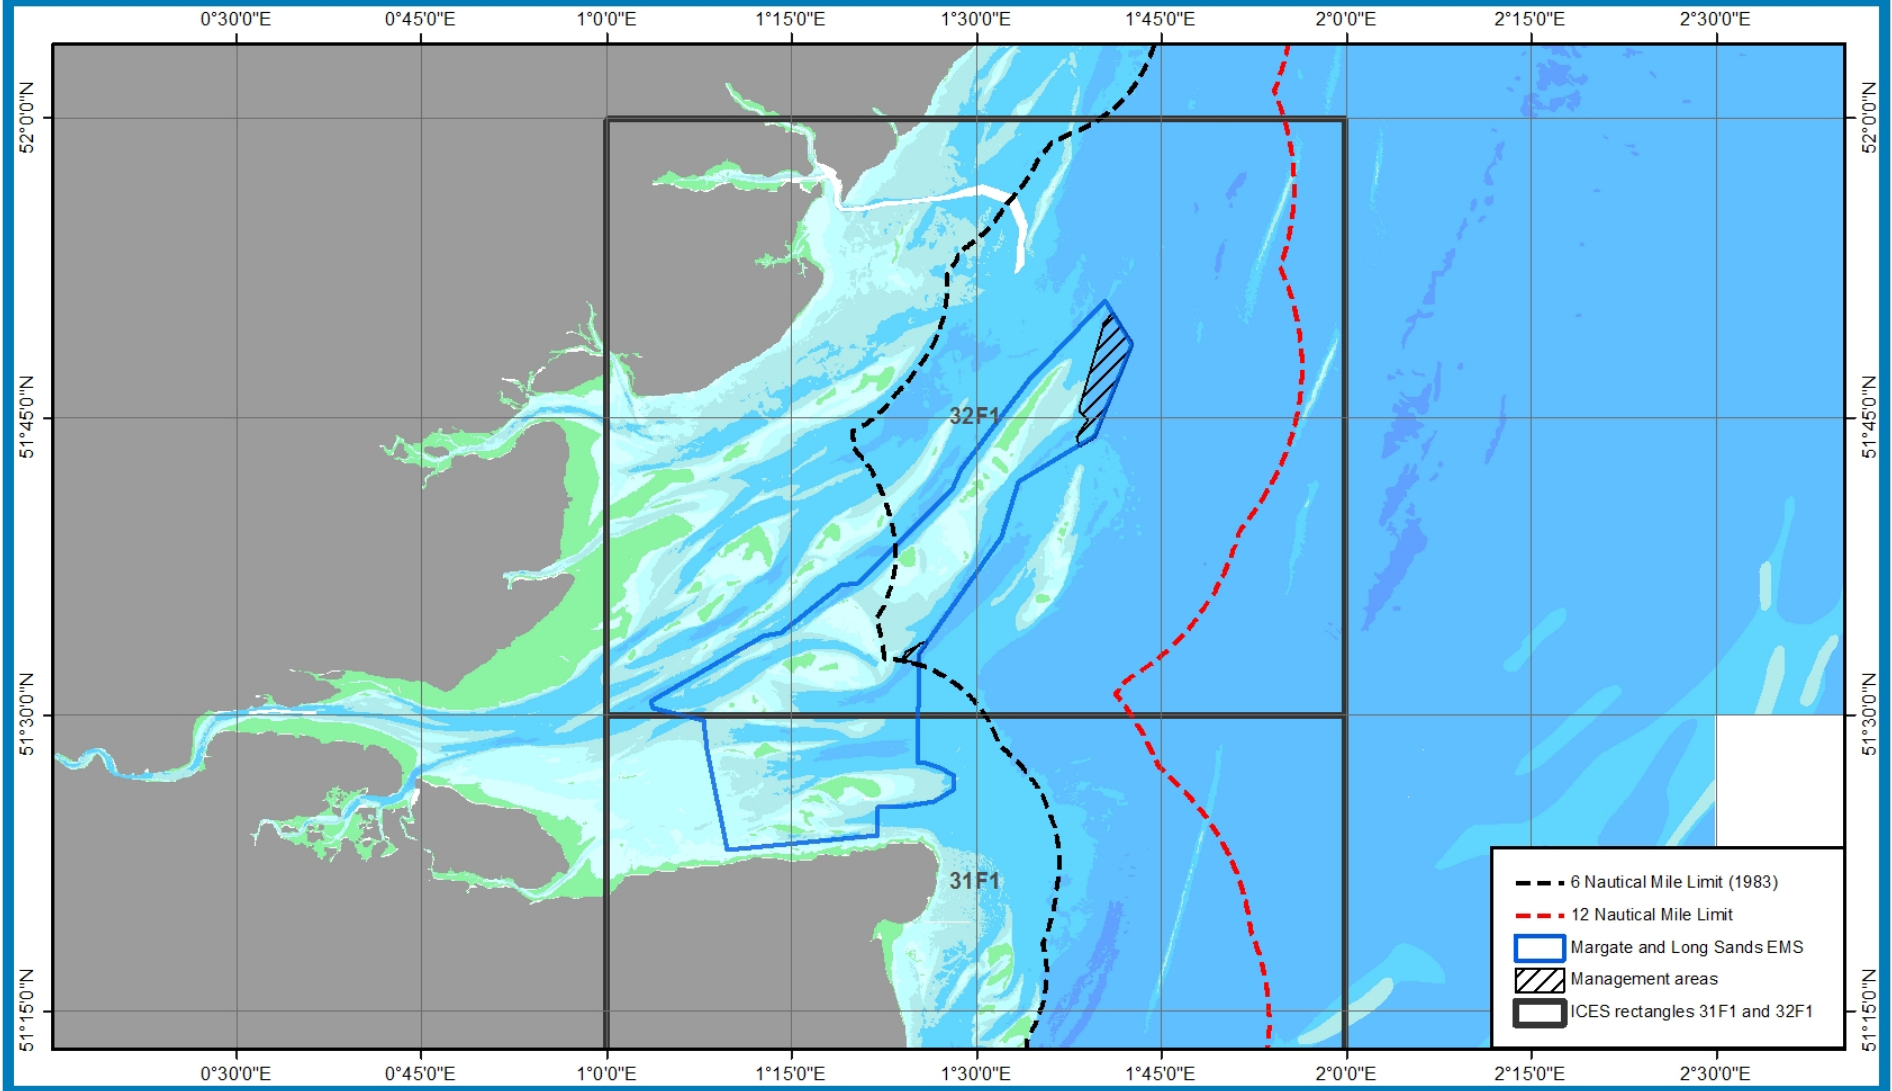 0°30'0"E 0°45'0"E 1°0'0"E 1°15'0"E 1°30'0"E 1°45'0"E 2°0'0"E 2°15'0"E 2°30'0"E
52°0'0"N 52°0'0"N
51°45'0"N 32F1 51°45'0"N
51°30'0"N 51°30'0"N
31F1
6 Nautical Mile Limit (1983)
12 Nautical Mile Limit
Margate and Long Sands EMS
Management areas
ICES rectangles 31F1 and 32F1
51°15'0"N 51°15'0"N
0°30'0"E 0°45'0"E 1°0'0"E 1°15'0"E 1°30'0"E 1°45'0"E 2°0'0"E 2°15'0"E 2°30'0"E